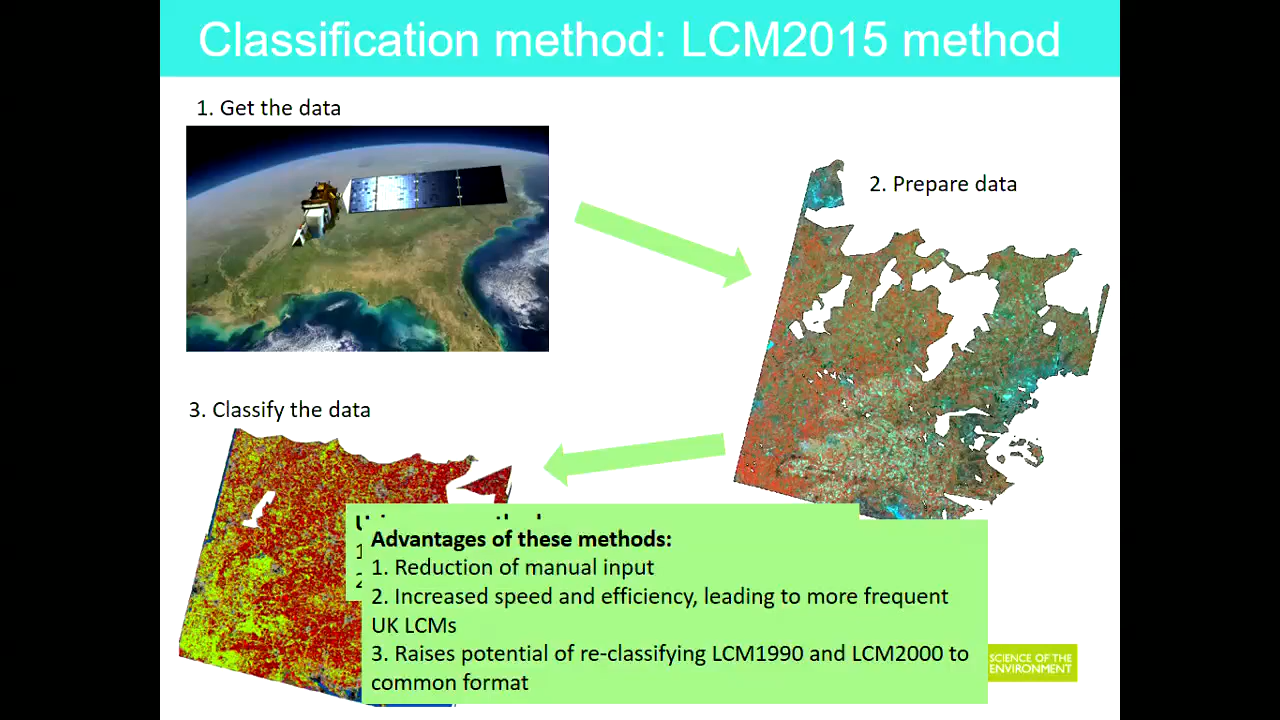 Classification method: LCM2015 method
1. Get the data
2. Prepare data
3. Classify the data
1
2
Advantages of these methods:
1. Reduction of manual input
2. Increased speed and efficiency, leading to more frequent
UK LCMs
3. Raises potential of re-classifying LCM1990 and LCM2000 to
common format
SCIENCE OF THE
ENVIRONMENT